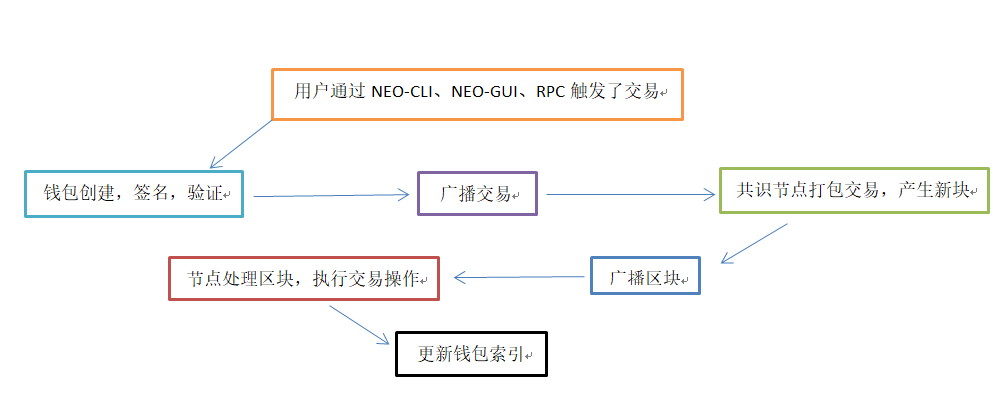 用户通过 NEO-CLI、NEO-GUI、RPC 触发了交易
钱包创建，签名，验证
广播交易
共识节点打包交易，产生新块
广播区块
节点处理区块，执行交易操作
更新钱包索引